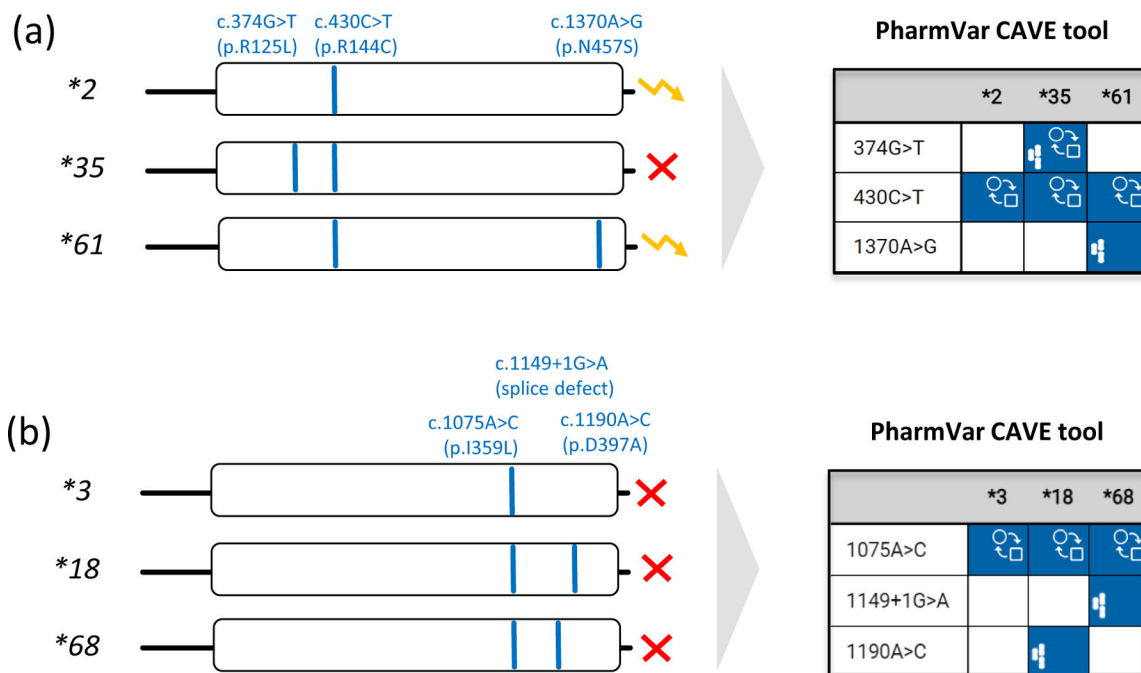 (a)
c.374G>T c.430C>T c.1370A>G
(p.R125L) (p.R144C) (p.N457S)
*2
*35
*61
PharmVar CAVE tool
*2 *35 *61
374G>T
430C>T
1370A>G
(b)
c.1149+1G>A
(splice defect)
c.1075A>C c.1190A>C
(p.I359L) (p.D397A)
*3
*18
*68
PharmVar CAVE tool
*3 *18 *68
1075A>C
1149+1G>A
1190A>C